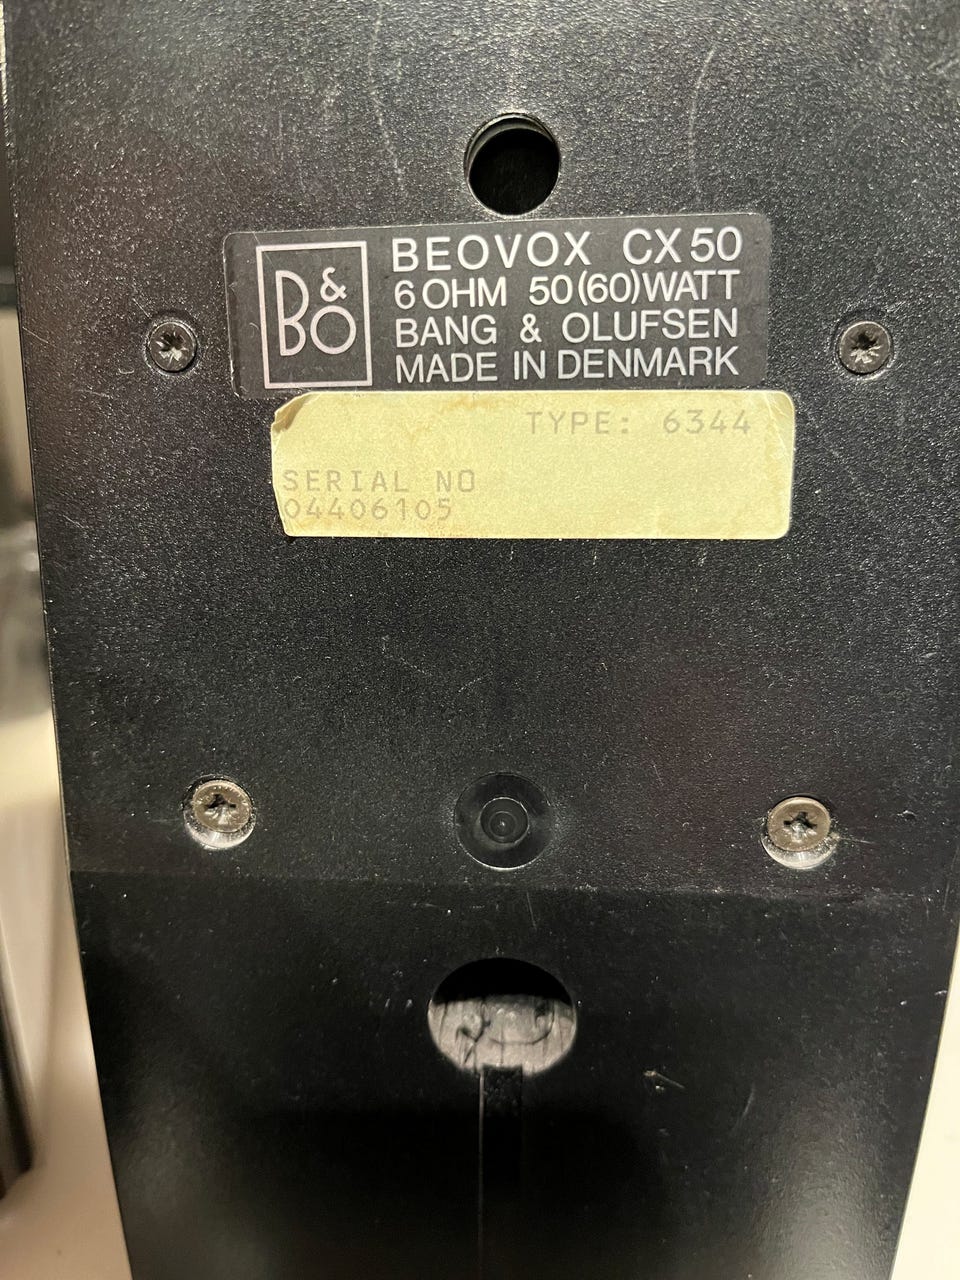 B&O
BEOVOX CX50
6 OHM 50(60)WATT
BANG & OLUFSEN
MADE IN DENMARK
TYPE: 6344
SERIAL NO
04406105